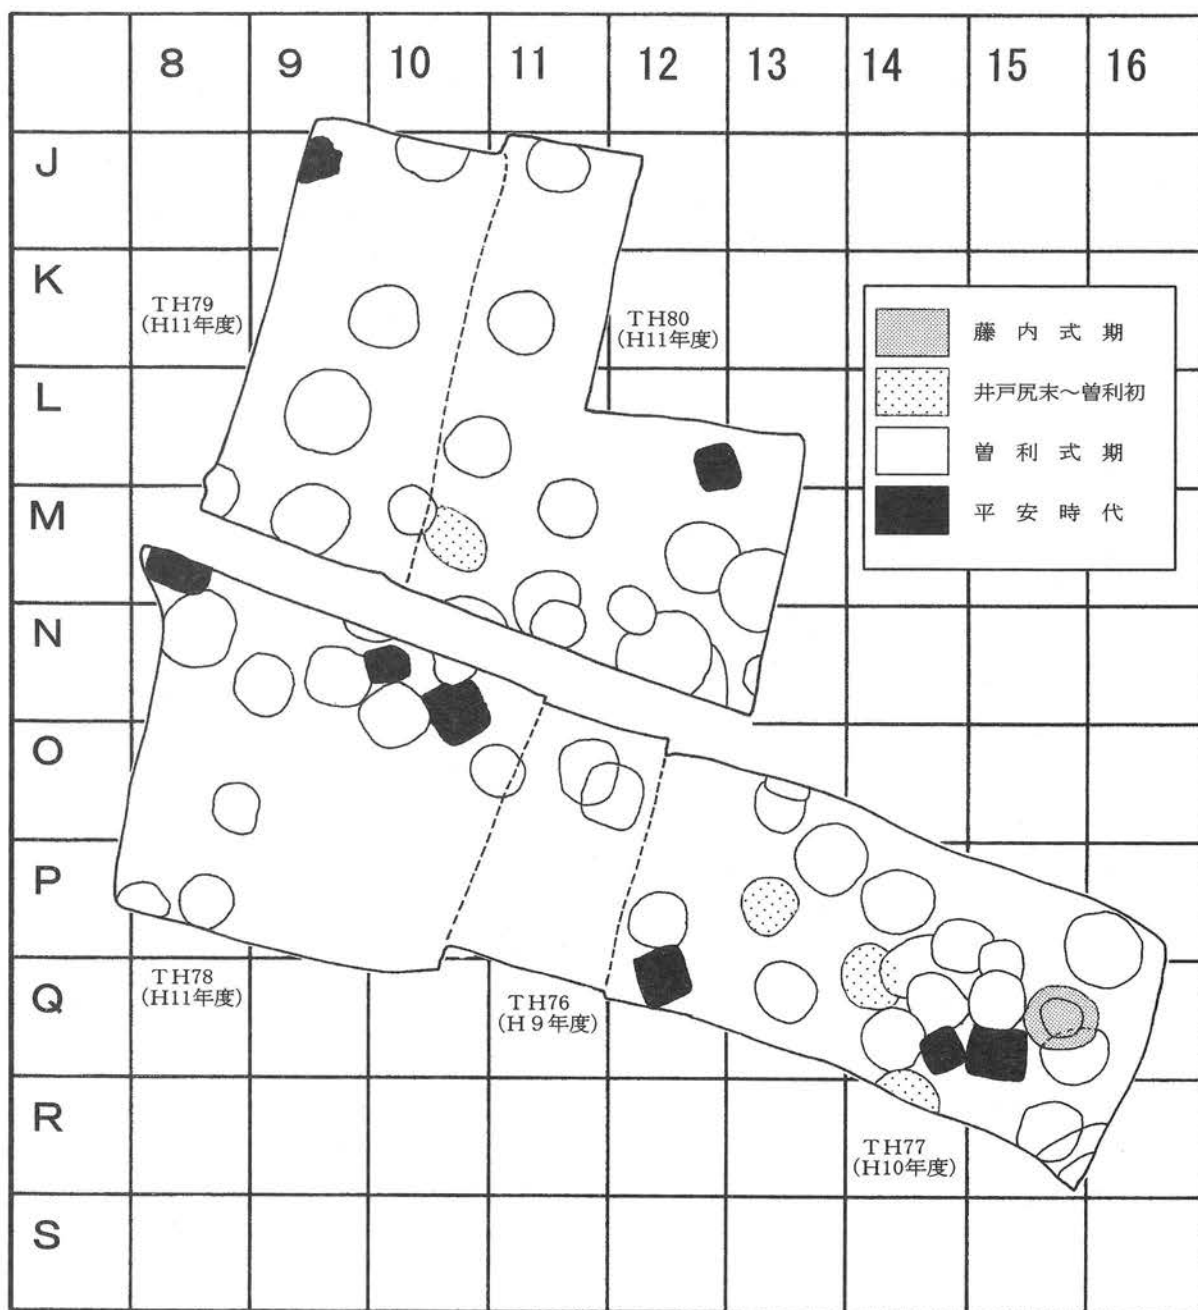 8 9 10 11 12 13 14 15 16
J
K
TH79
(H11年度)
TH80
(H11年度)
藤内式期
井戸尻末～曽利初
曽利式期
平安時代
L
M
N
O
P
TH78
(H11年度)
Q
TH76
(H9年度)
R
TH77
(H10年度)
S